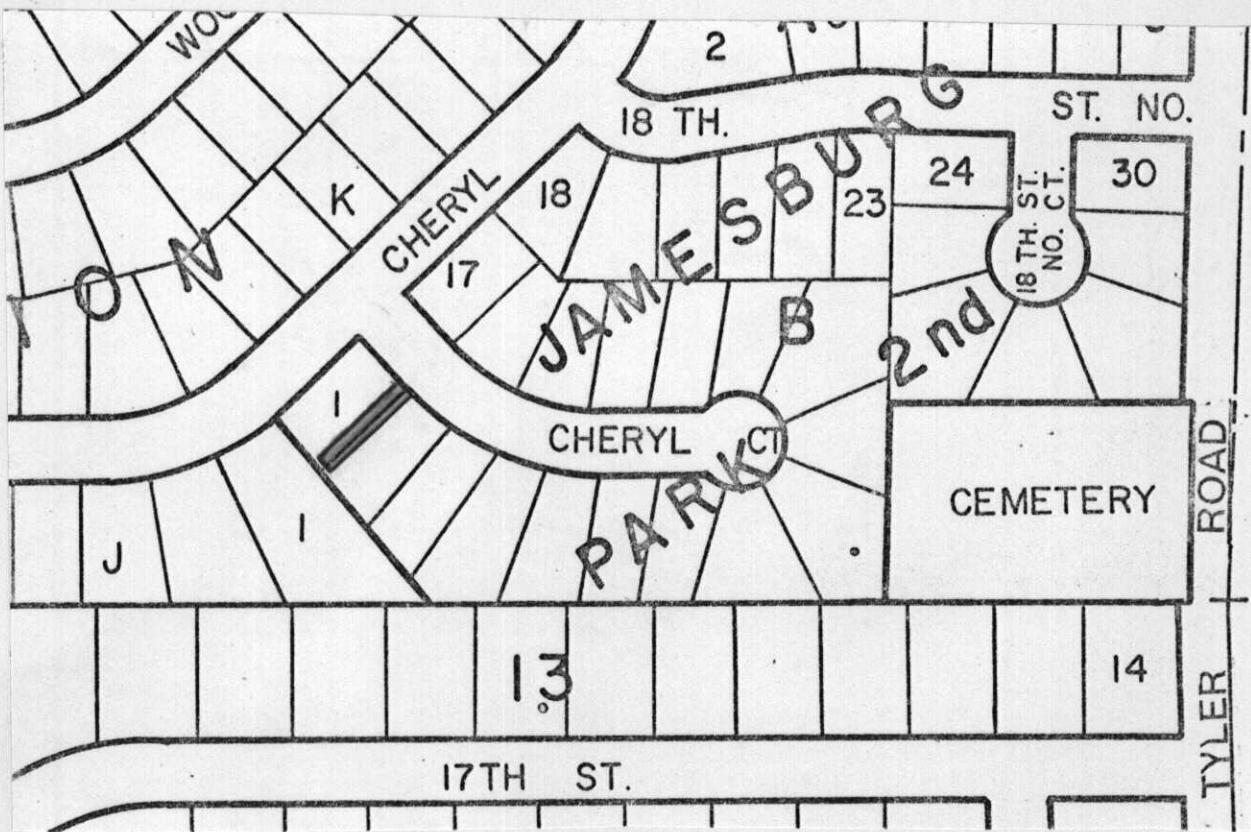 2
18 TH. ST. NO.
K
CHERYL
18
23
24
30
18 TH. ST.
NO. CT.
17
JAMESBURG
2nd
PARK
B
1
CHERYL CT
CEMETERY
J
1
13
14
17TH ST.
TYLER ROAD